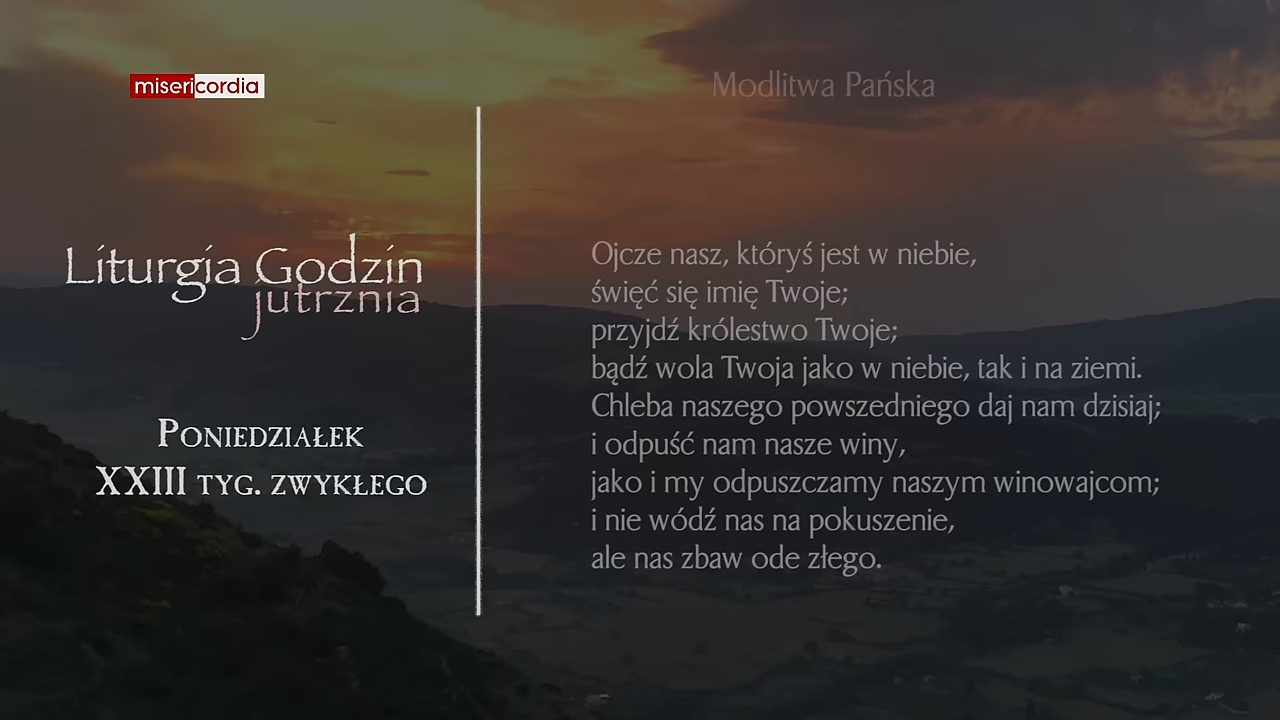 misericordia
Liturgia Godzin
jutrznia
Poniedziałek
XXIII tyg. zwykłego
Modlitwa Pańska
Ojcze nasz, któryś jest w niebie,
święć się imię Twoje;
przyjdź królestwo Twoje;
bądź wola Twoja jako w niebie, tak i na ziemi.
Chleba naszego powszedniego daj nam dzisiaj;
i odpuść nam nasze winy,
jako i my odpuszczamy naszym winowajcom;
i nie wódź nas na pokuszenie,
ale nas zbaw ode złego.